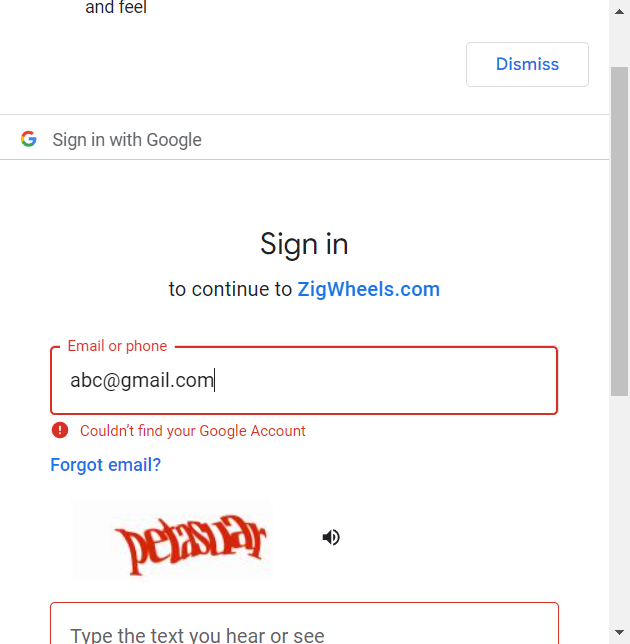 and feel
Dismiss
Sign in with Google
Sign in
to continue to ZigWheels.com
Email or phone
abc@gmail.com
Couldn't find your Google Account
Forgot email?
petasuar
Type the text you hear or see